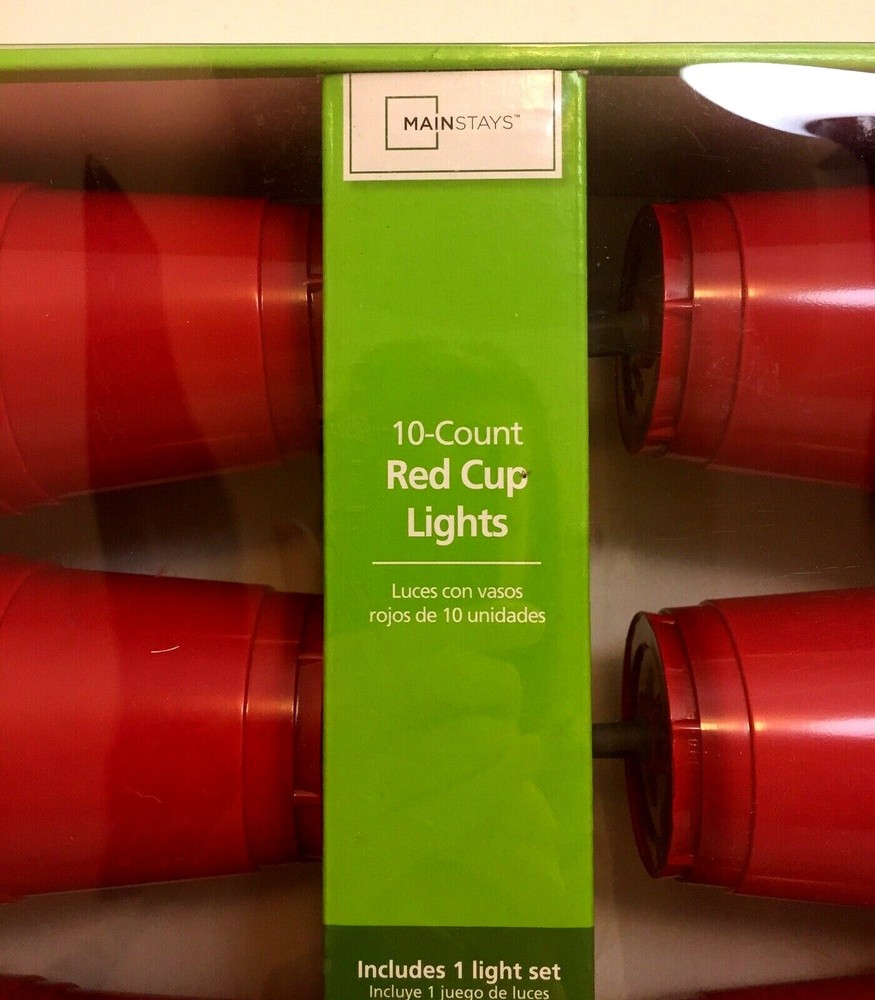 MAINSTAYS™
10-Count
Red Cup
Lights
Luces con vasos
rojos de 10 unidades
Includes 1 light set
Incluye 1 juego de luces